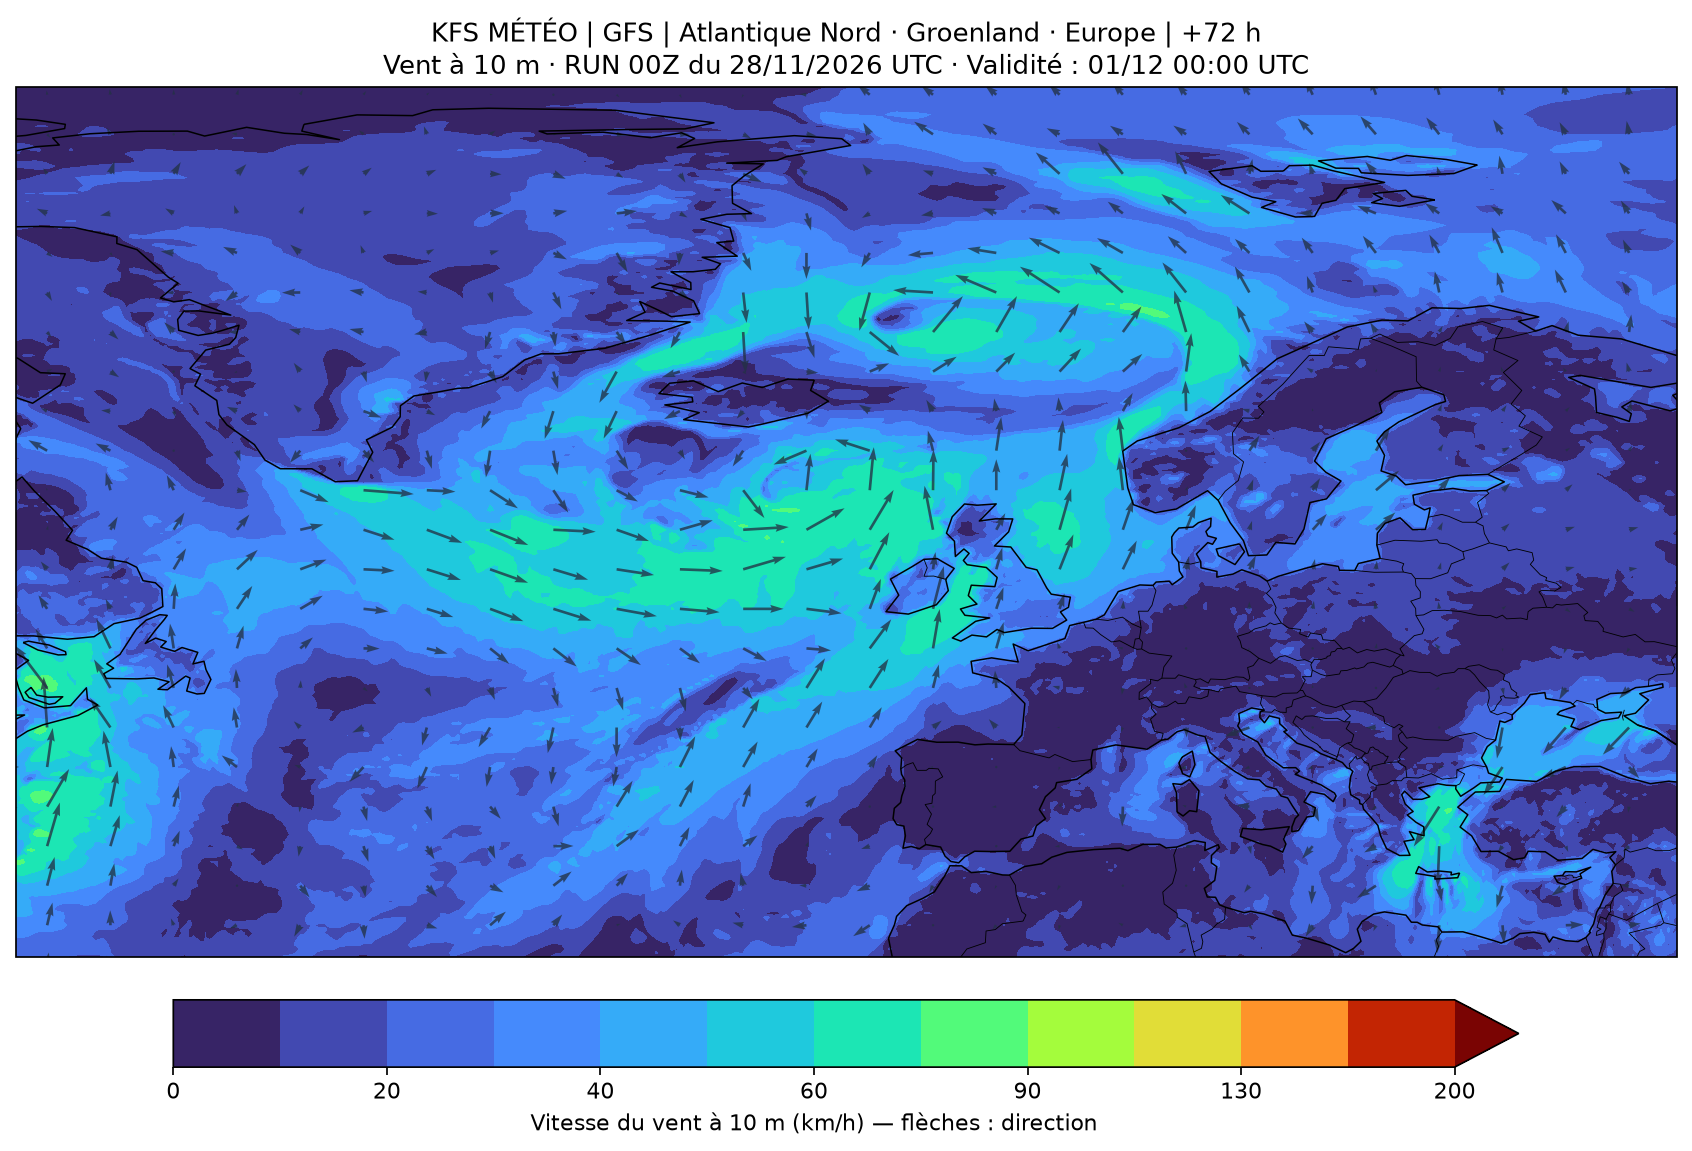 KFS MÉTÉO | GFS | Atlantique Nord · Groenland · Europe | +72 h
Vent à 10 m · RUN 00Z du 28/11/2026 UTC · Validité : 01/12 00:00 UTC
0 20 40 60 90 130 200
Vitesse du vent à 10 m (km/h) — flèches : direction